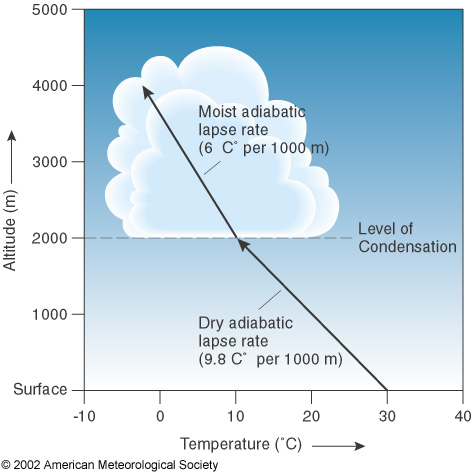 5000
4000
3000
2000
1000
Surface
Altitude (m)
Moist adiabatic
lapse rate
(6 C° per 1000 m)
Level of
Condensation
Dry adiabatic
lapse rate
(9.8 C° per 1000 m)
-10 0 10 20 30 40
Temperature (°C)
© 2002 American Meteorological Society